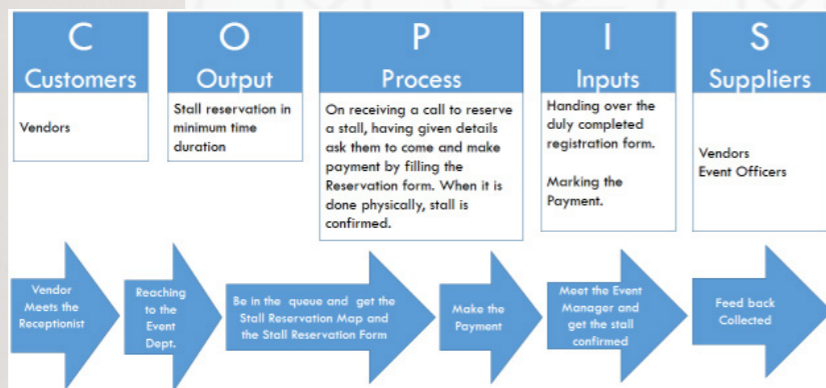 C
Customers
Vendors
O
Output
Stall reservation in
minimum time
duration
P
Process
On receiving a call to reserve
a stall, having given details
ask them to come and make
payment by filling the
Reservation form. When it is
done physically, stall is
confirmed.
I
Inputs
Handing over the
duly completed
registration form.
Marking the
Payment.
S
Suppliers
Vendors
Event Officers
Vendor
Meets the
Receptionist
Reaching
to the
Event
Dept.
Be in the queue and get the
Stall Reservation Map and
the Stall Reservation Form
Make the
Payment
Meet the Event
Manager and
get the stall
confirmed
Feed back
Collected